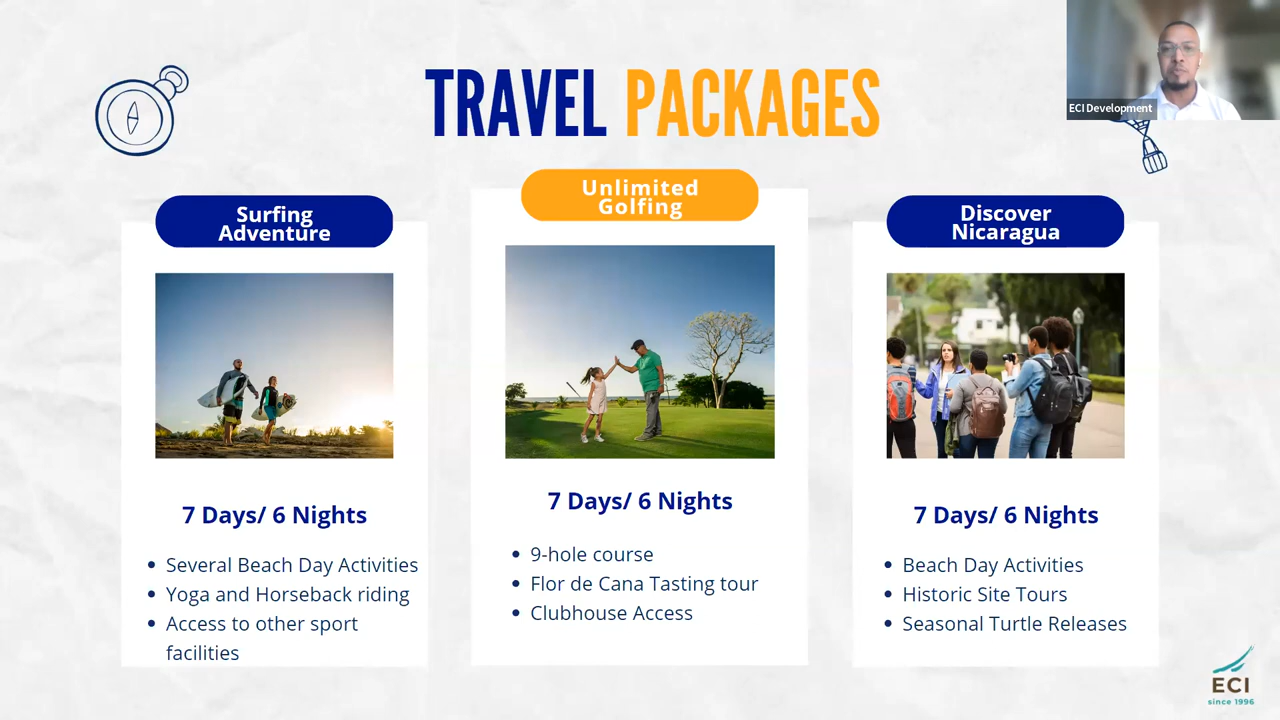 TRAVEL PACKAGES
ECI Development
Surfing
Adventure
7 Days/ 6 Nights
• Several Beach Day Activities
• Yoga and Horseback riding
• Access to other sport
facilities
Unlimited
Golfing
7 Days/ 6 Nights
• 9-hole course
• Flor de Cana Tasting tour
• Clubhouse Access
Discover
Nicaragua
7 Days/ 6 Nights
• Beach Day Activities
• Historic Site Tours
• Seasonal Turtle Releases
ECI
since 1996